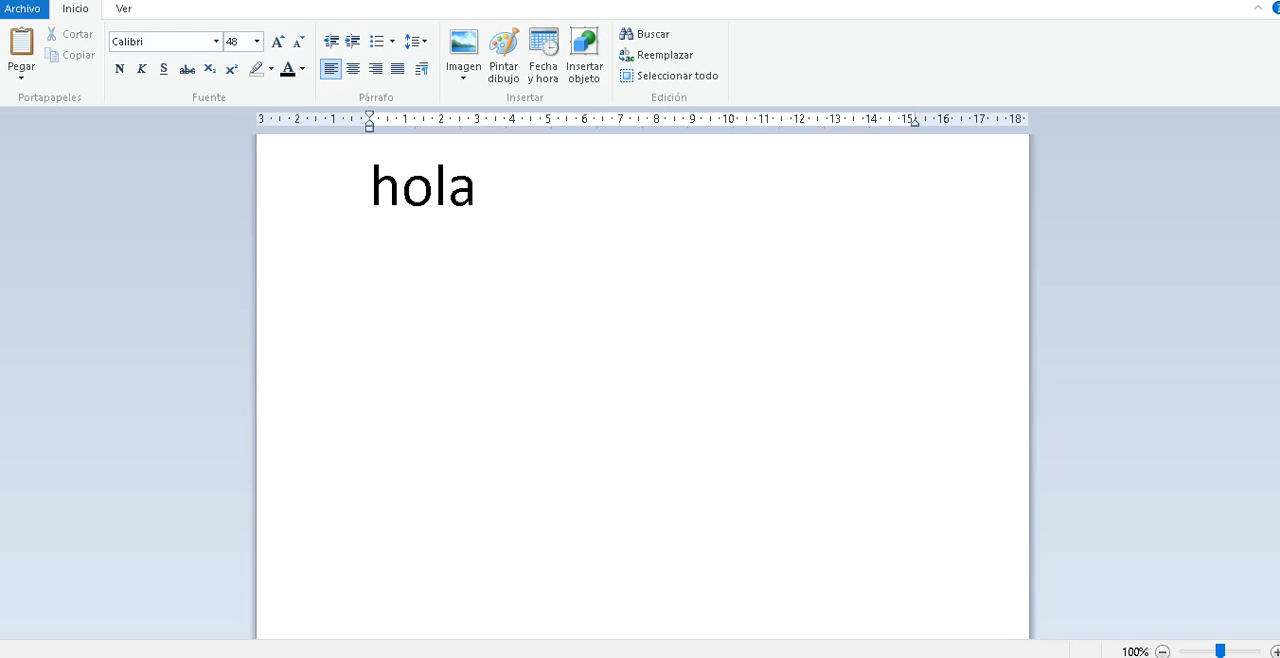 Archivo Inicio Ver
Pegar
Cortar
Copiar
Portapapeles
Calibri 48
N K S abc X₂ X² A
Fuente
Párrafo
Imagen
Pintar dibujo
Fecha y hora
Insertar objeto
Insertar
Buscar
Reemplazar
Seleccionar todo
Edición
3 2 1 1 2 3 4 5 6 7 8 9 10 11 12 13 14 15 16 17 18
hola
100%